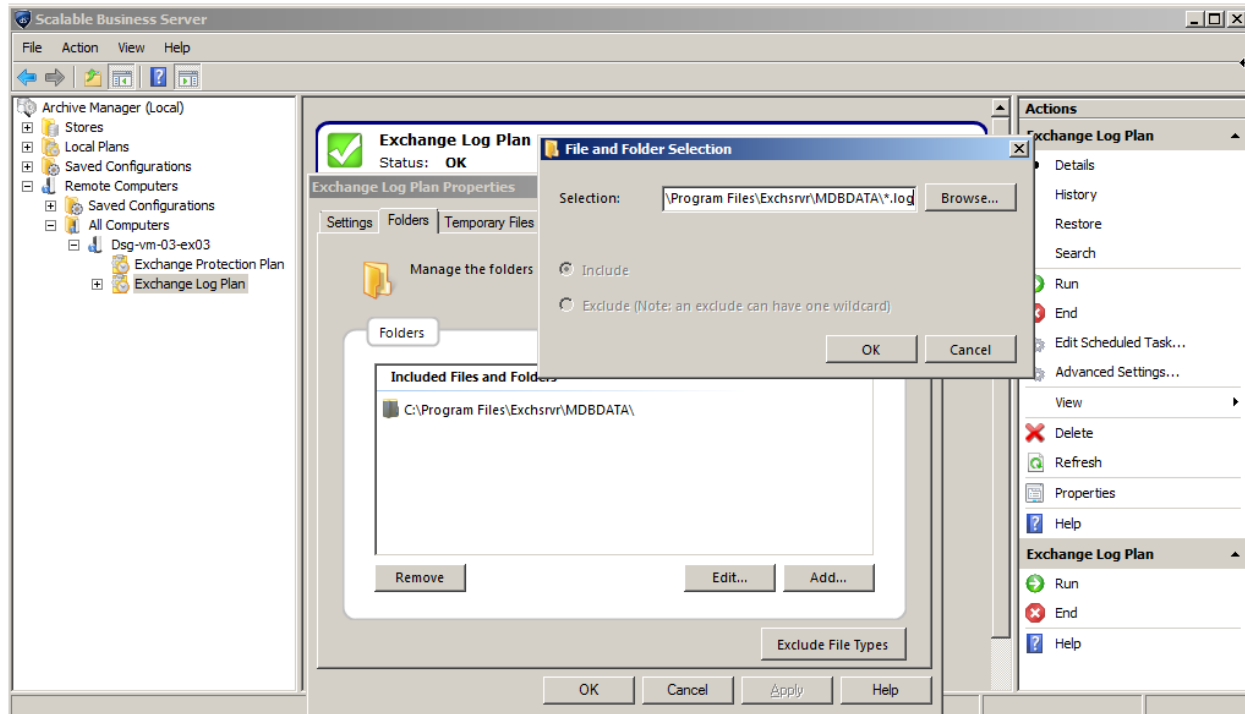 Scalable Business Server
File Action View Help
Archive Manager (Local)
Stores
Local Plans
Saved Configurations
Remote Computers
Saved Configurations
All Computers
Dsg-vm-03-ex03
Exchange Protection Plan
Exchange Log Plan
Exchange Log Plan
Status: OK
Exchange Log Plan Properties
Settings Folders Temporary Files
Manage the folders
Folders
Included Files and Folders
C:\Program Files\Exchsrvr\MDBDATA\
Remove Edit... Add...
Exclude File Types
OK Cancel Apply Help
File and Folder Selection
Selection: \Program Files\Exchsrvr\MDBDATA\*.log Browse...
Include
Exclude (Note: an exclude can have one wildcard)
OK Cancel
Actions
Exchange Log Plan
Details
History
Restore
Search
Run
End
Edit Scheduled Task...
Advanced Settings...
View
Delete
Refresh
Properties
Help
Exchange Log Plan
Run
End
Help